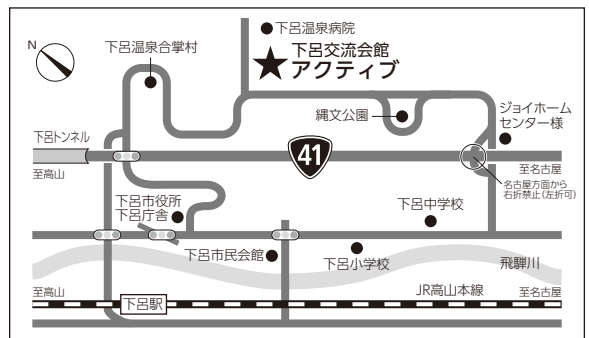 N
下呂温泉病院
下呂温泉合掌村
下呂交流会館
アクティブ
縄文公園
ジョイホーム
センター様
下呂トンネル
41
至高山
至名古屋
名古屋方面から
右折禁止(左折可)
下呂市役所
下呂庁舎
下呂中学校
下呂市民会館
下呂小学校
飛騨川
至高山
JR高山本線
至名古屋
下呂駅